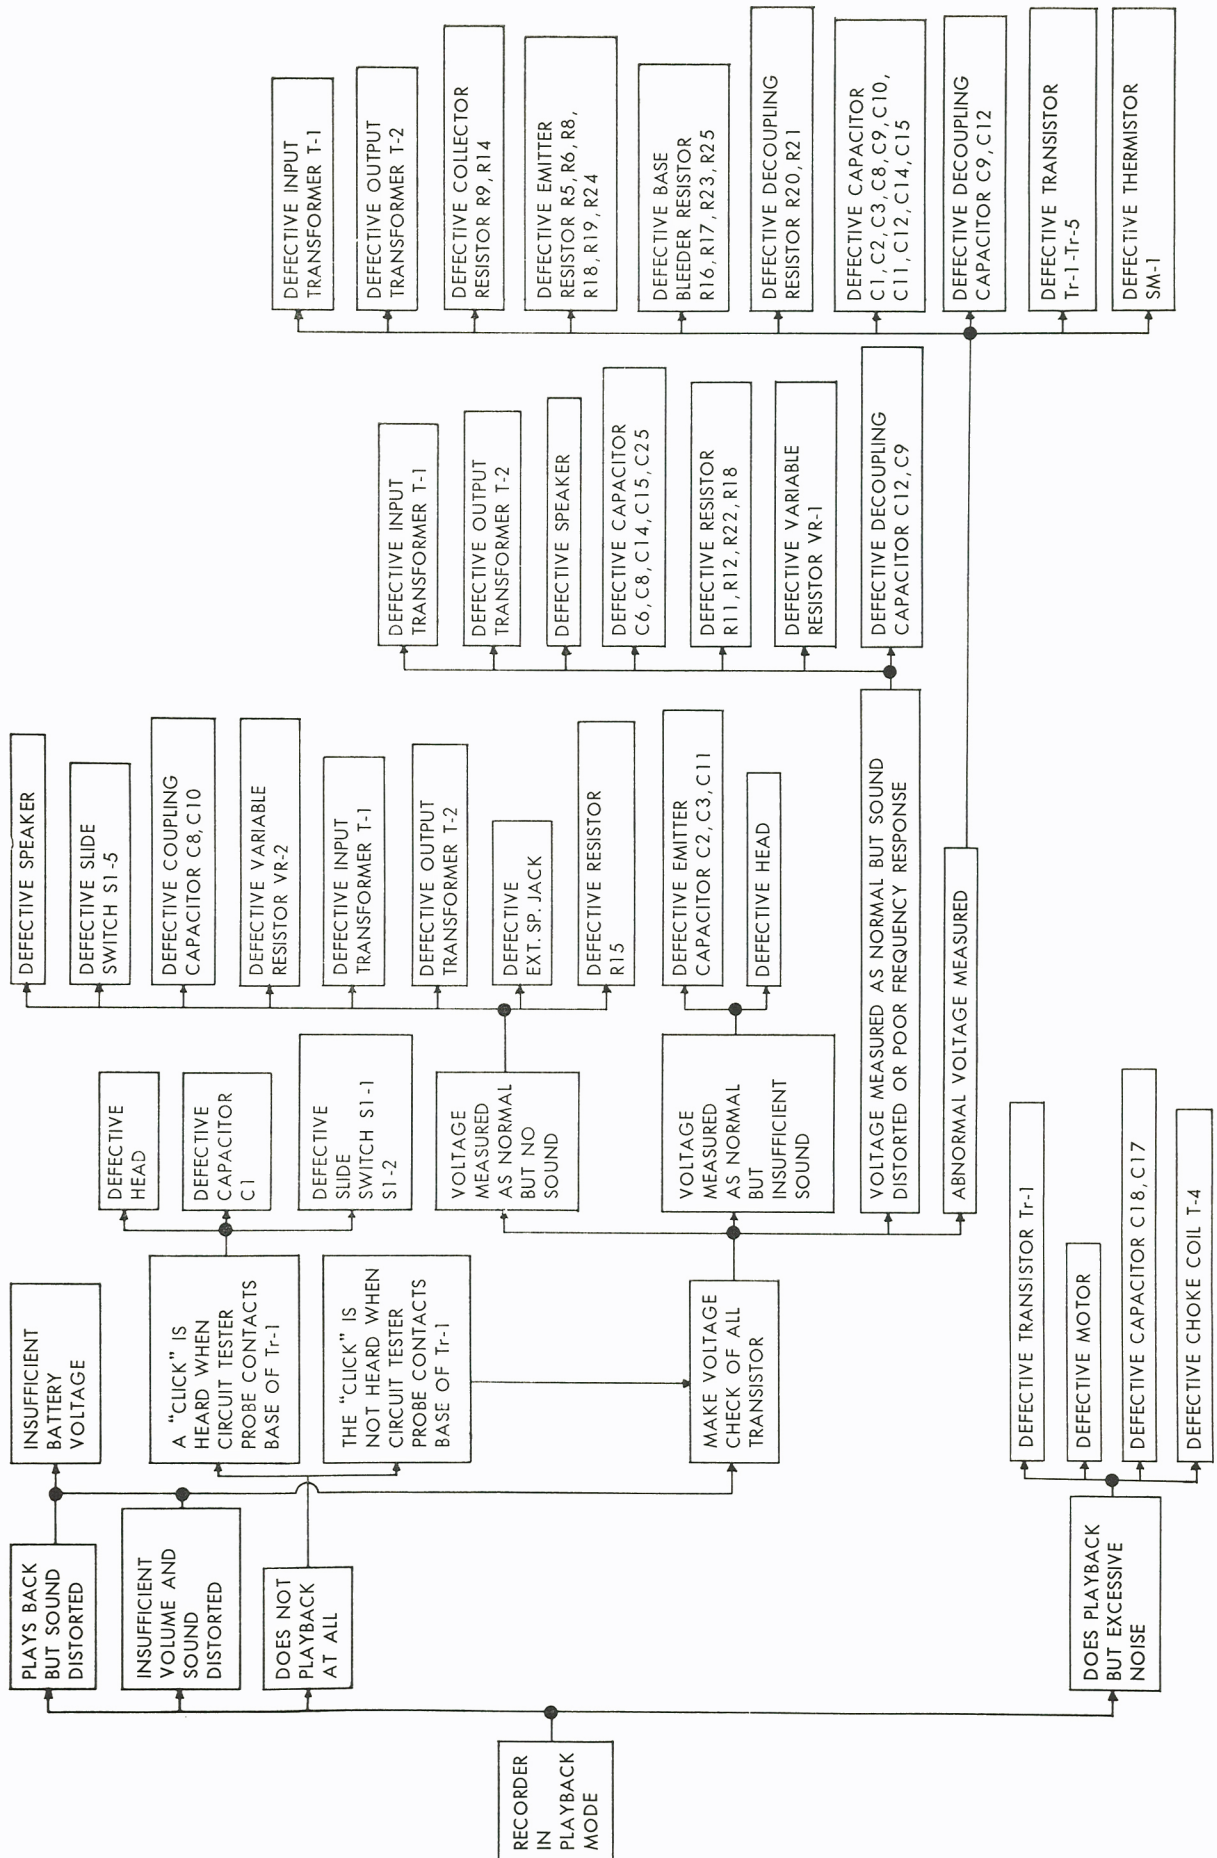 RECORDER
IN
PLAYBACK
MODE
PLAYS BACK
BUT SOUND
DISTORTED
INSUFFICIENT
VOLUME AND
SOUND
DISTORTED
DOES NOT
PLAYBACK
AT ALL
DOES PLAYBACK
BUT EXCESSIVE
NOISE
INSUFFICIENT
BATTERY
VOLTAGE
A "CLICK" IS
HEARD WHEN
CIRCUIT TESTER
PROBE CONTACTS
BASE OF Tr-1
THE "CLICK" IS
NOT HEARD WHEN
CIRCUIT TESTER
PROBE CONTACTS
BASE OF Tr-1
MAKE VOLTAGE
CHECK OF ALL
TRANSISTOR
DEFECTIVE TRANSISTOR Tr-1
DEFECTIVE MOTOR
DEFECTIVE CAPACITOR C18, C17
DEFECTIVE CHOKE COIL T-4
DEFECTIVE
HEAD
DEFECTIVE
CAPACITOR
C1
DEFECTIVE
SLIDE
SWITCH S1-1
S1-2
VOLTAGE
MEASURED
AS NORMAL
BUT NO
SOUND
VOLTAGE
MEASURED
AS NORMAL
BUT
INSUFFICIENT
SOUND
VOLTAGE MEASURED AS NORMAL BUT SOUND
DISTORTED OR POOR FREQUENCY RESPONSE
ABNORMAL VOLTAGE MEASURED
DEFECTIVE SPEAKER
DEFECTIVE SLIDE
SWITCH S1-5
DEFECTIVE COUPLING
CAPACITOR C8, C10
DEFECTIVE VARIABLE
RESISTOR VR-2
DEFECTIVE INPUT
TRANSFORMER T-1
DEFECTIVE OUTPUT
TRANSFORMER T-2
DEFECTIVE
EXT. SP. JACK
DEFECTIVE RESISTOR
R15
DEFECTIVE EMITTER
CAPACITOR C2, C3, C11
DEFECTIVE HEAD
DEFECTIVE INPUT
TRANSFORMER T-1
DEFECTIVE OUTPUT
TRANSFORMER T-2
DEFECTIVE SPEAKER
DEFECTIVE CAPACITOR
C6, C8, C14, C15, C25
DEFECTIVE RESISTOR
R11, R12, R22, R18
DEFECTIVE VARIABLE
RESISTOR VR-1
DEFECTIVE DECOUPLING
CAPACITOR C12, C9
DEFECTIVE INPUT
TRANSFORMER T-1
DEFECTIVE OUTPUT
TRANSFORMER T-2
DEFECTIVE COLLECTOR
RESISTOR R9, R14
DEFECTIVE EMITTER
RESISTOR R5, R6, R8,
R18, R19, R24
DEFECTIVE BASE
BLEEDER RESISTOR
R16, R17, R23, R25
DEFECTIVE DECOUPLING
RESISTOR R20, R21
DEFECTIVE CAPACITOR
C1, C2, C3, C8, C9, C10,
C11, C12, C14, C15
DEFECTIVE DECOUPLING
CAPACITOR C9, C12
DEFECTIVE TRANSISTOR
Tr-1-Tr-5
DEFECTIVE THERMISTOR
SM-1